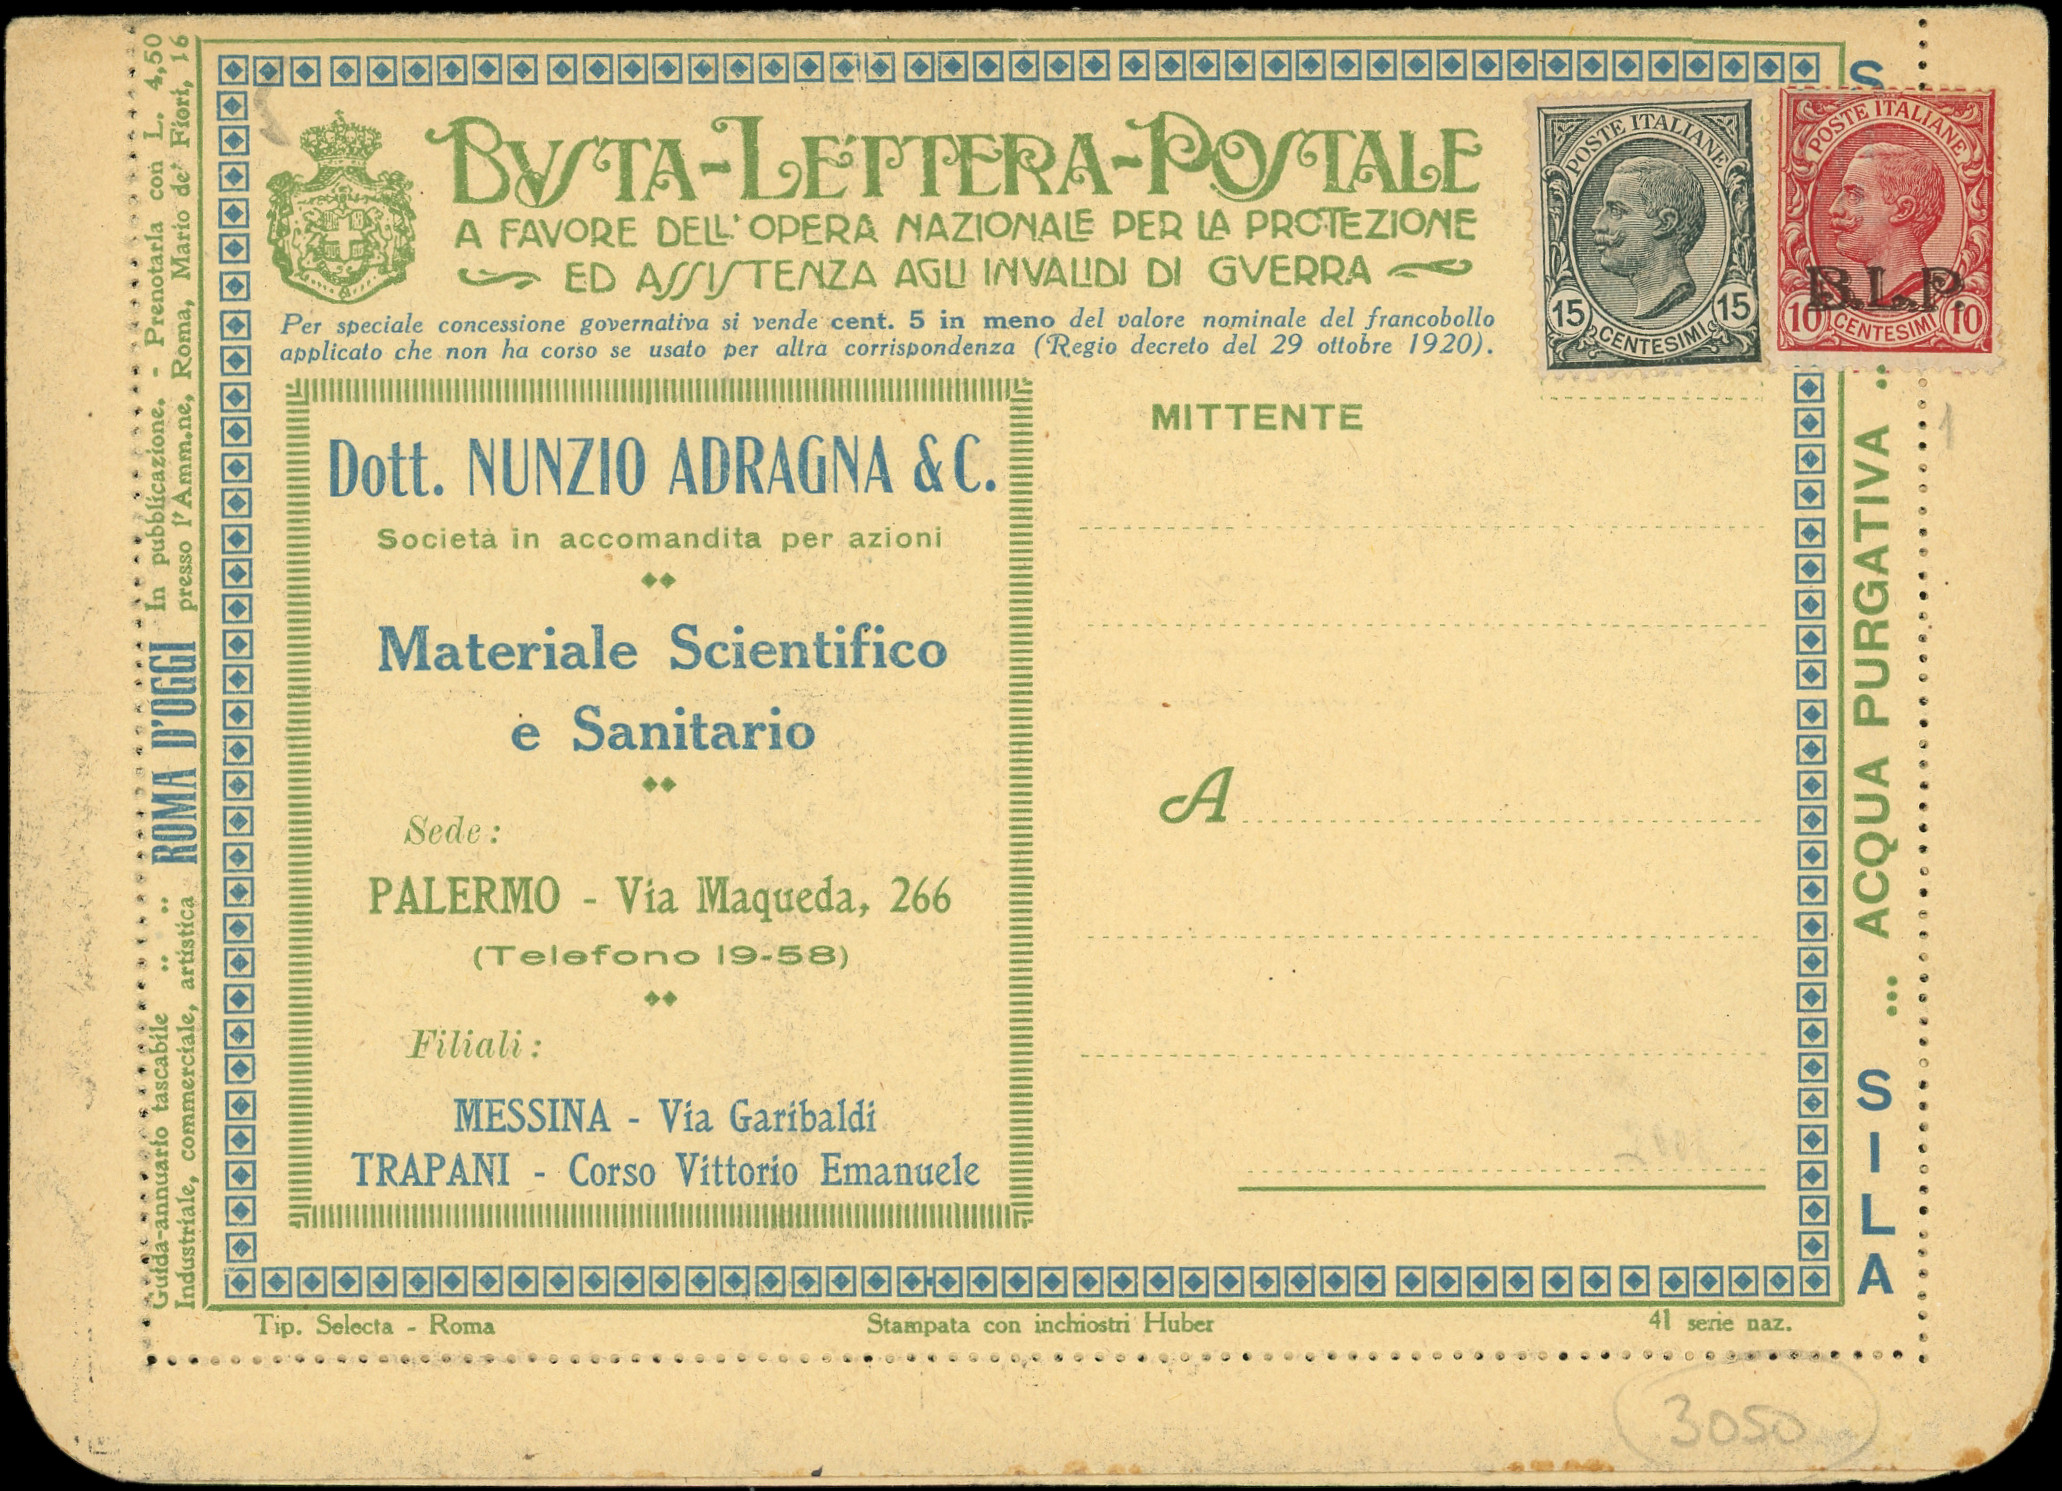 BUSTA-LETTERA-POSTALE
A FAVORE DELL'OPERA NAZIONALE PER LA PROTEZIONE
ED ASSISTENZA AGLI INVALIDI DI GVERRA
Per speciale concessione governativa si vende cent. 5 in meno del valore nominale del francobollo
applicato che non ha corso se usato per altra corrispondenza (Regio decreto del 29 ottobre 1920).
POSTE ITALIANE
15 15
CENTESIMI
POSTE ITALIANE
B.L.P.
10 10
CENTESIMI
Dott. NUNZIO ADRAGNA & C.
Società in accomandita per azioni
Materiale Scientifico
e Sanitario
Sede:
PALERMO - Via Maqueda, 266
(Telefono 19-58)
Filiali:
MESSINA - Via Garibaldi
TRAPANI - Corso Vittorio Emanuele
MITTENTE
A
Guida-annuario tascabile .. .. .. In pubblicazione. - Prenotarla con L. 4,50
Industriale, commerciale, artistica ROMA D'OGGI presso l'Amm.ne, Roma, Mario de' Fiori, 16
SILA ... ACQUA PURGATIVA .. S
Tip. Selecta - Roma
Stampata con inchiostri Huber
41 serie naz.
1
3050